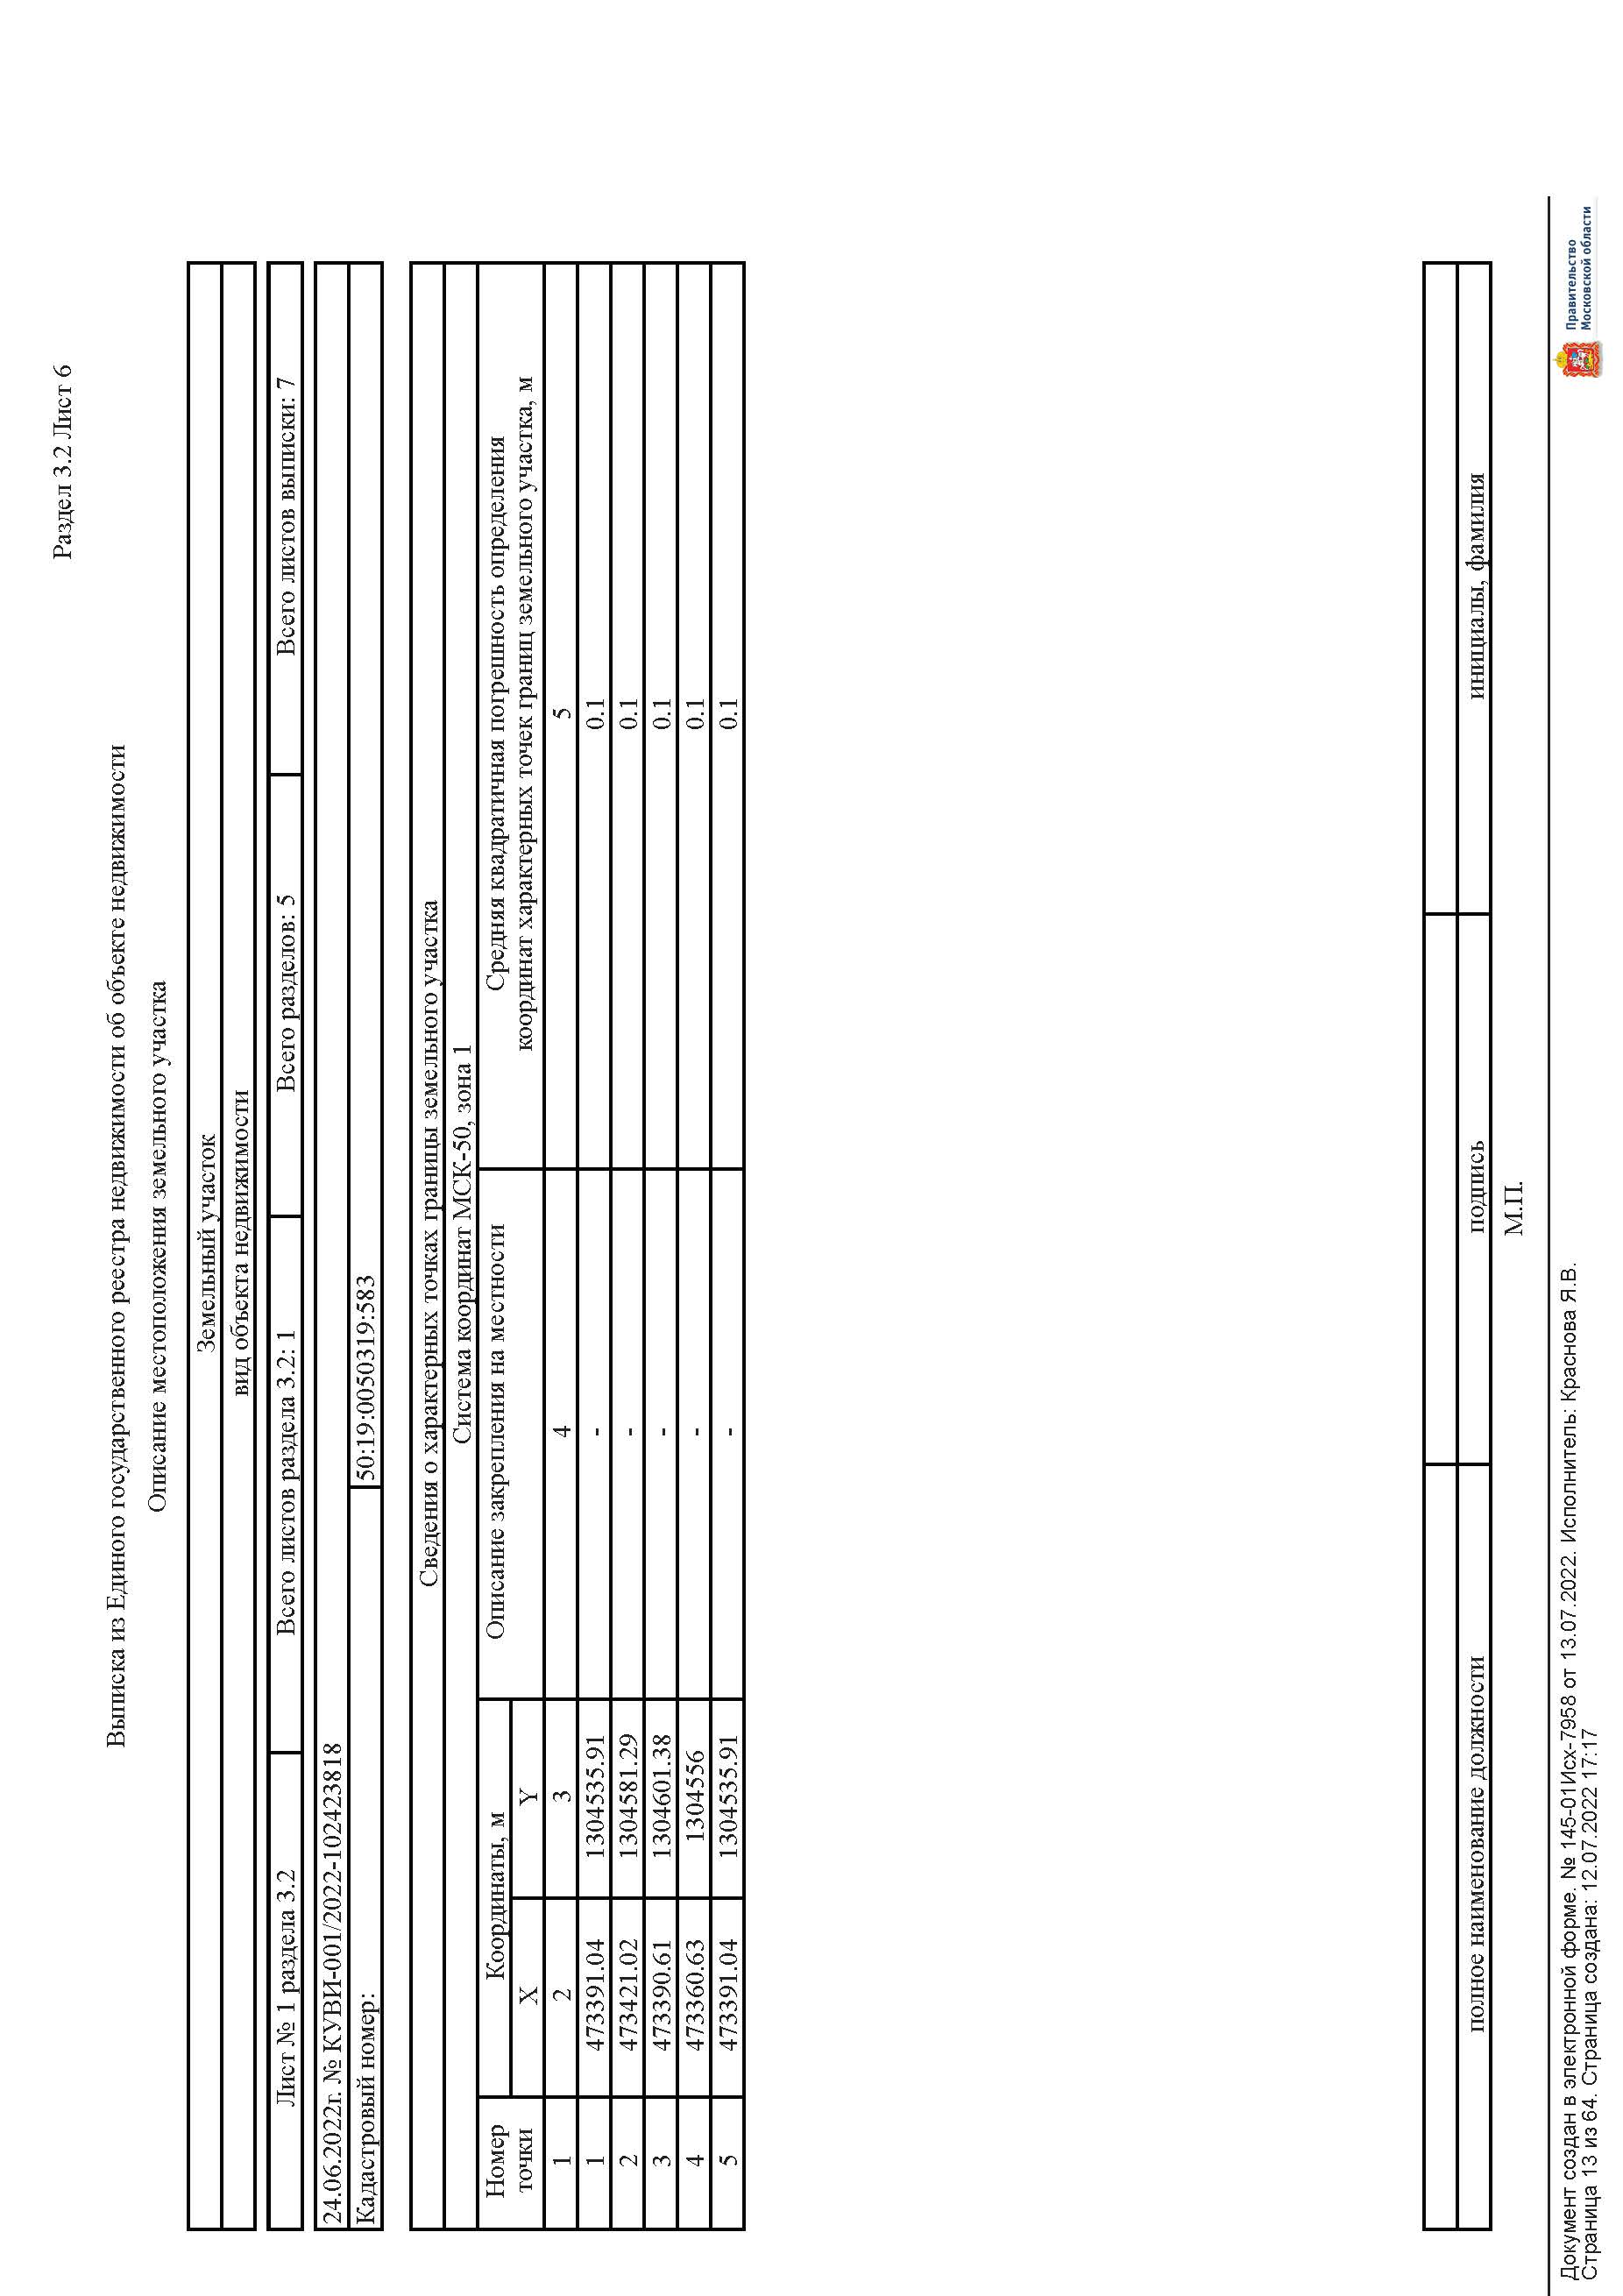 Раздел 3.2 Лист 6
Выписка из Единого государственного реестра недвижимости об объекте недвижимости
Описание местоположения земельного участка
Земельный участок
вид объекта недвижимости
Лист № 1 раздела 3.2 Всего листов раздела 3.2: 1 Всего разделов: 5 Всего листов выписки: 7
24.06.2022г. № КУВИ-001/2022-102423818
Кадастровый номер: 50:19:0050319:583
Сведения о характерных точках границы земельного участка
Система координат МСК-50, зона 1
Номер точки Координаты, м Описание закрепления на местности Средняя квадратичная погрешность определения
координат характерных точек границ земельного участка, м
X Y
1 2 3 4 5
1 473391.04 1304535.91 - 0.1
2 473421.02 1304581.29 - 0.1
3 473390.61 1304601.38 - 0.1
4 473360.63 1304556 - 0.1
5 473391.04 1304535.91 - 0.1
полное наименование должности подпись инициалы, фамилия
М.П.
Документ создан в электронной форме. № 145-01Исх-7958 от 13.07.2022. Исполнитель: Краснова Я.В.
Страница 13 из 64. Страница создана: 12.07.2022 17:17
Правительство
Московской области